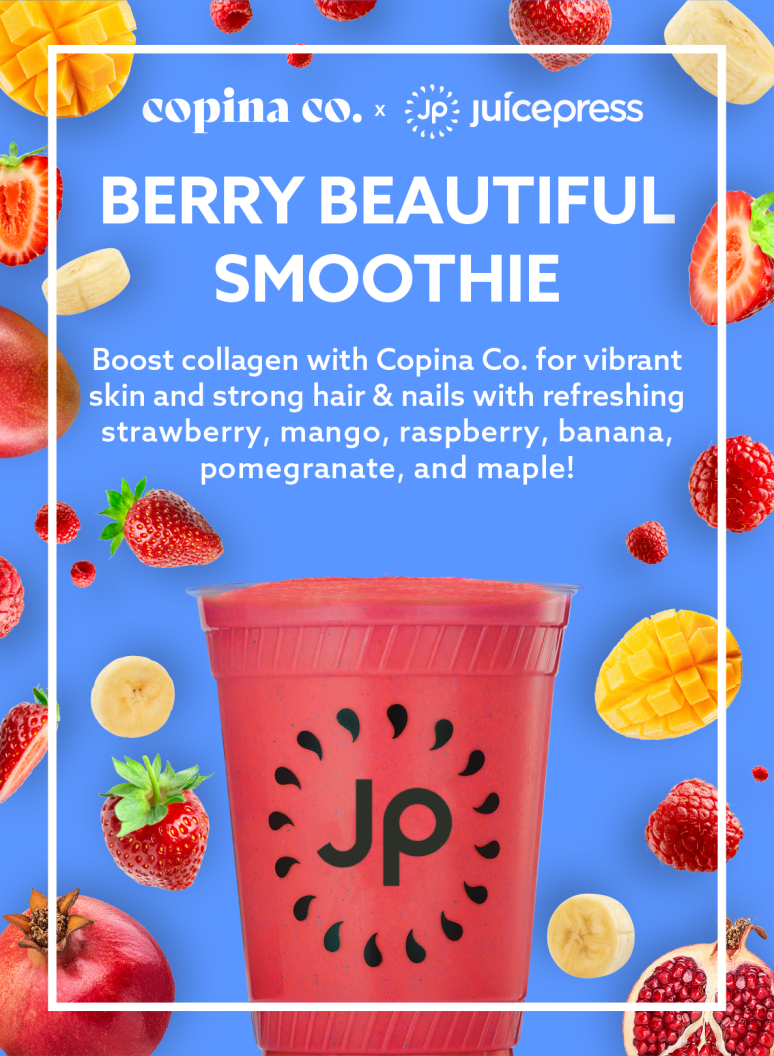 copina co. x JP juícepress
BERRY BEAUTIFUL
SMOOTHIE
Boost collagen with Copina Co. for vibrant
skin and strong hair & nails with refreshing
strawberry, mango, raspberry, banana,
pomegranate, and maple!
JP